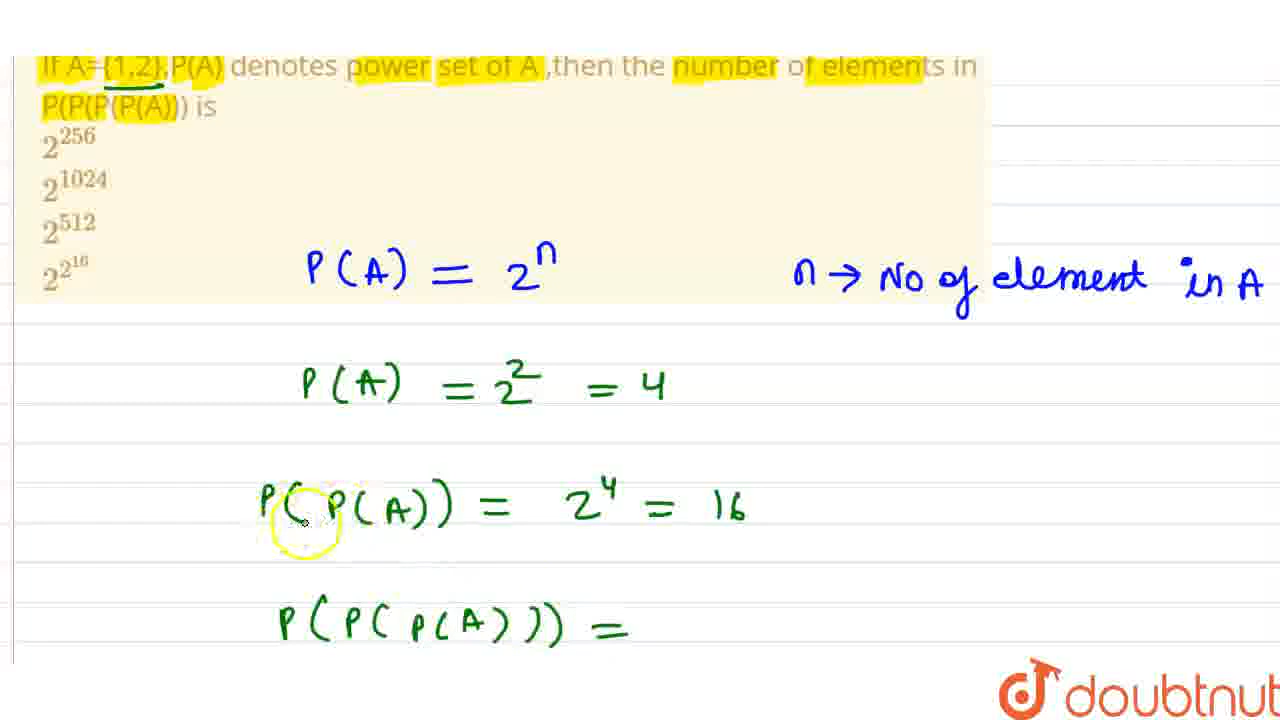 If A={1,2},P(A) denotes power set of A ,then the number of elements in
P(P(P(P(A))) is
2^256
2^1024
2^512
2^2^16
P(A) = 2^n
n → No of element in A
P(A) = 2^2 = 4
P(P(A)) = 2^4 = 16
P(P(P(A))) =
doubtnut